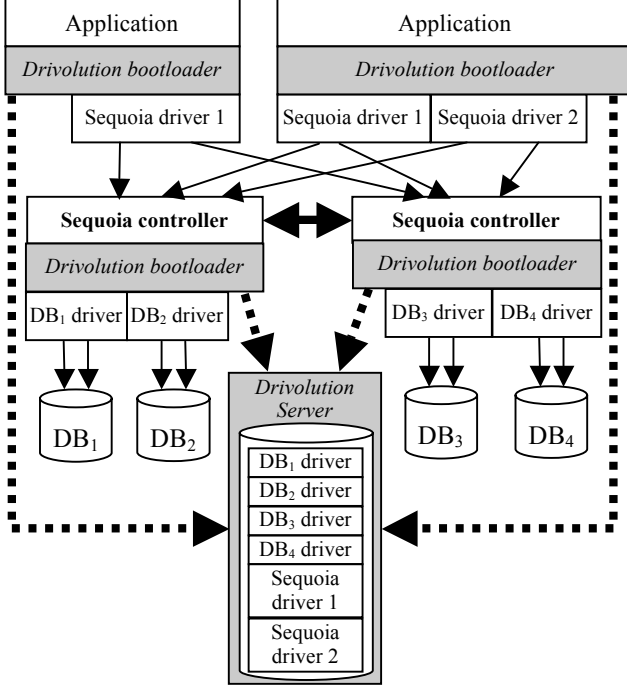 Application
Application
Drivolution bootloader
Drivolution bootloader
Sequoia driver 1
Sequoia driver 1
Sequoia driver 2
Sequoia controller
Sequoia controller
Drivolution bootloader
Drivolution bootloader
DB₁ driver
DB₂ driver
DB₃ driver
DB₄ driver
DB₁
DB₂
DB₃
DB₄
Drivolution
Server
DB₁ driver
DB₂ driver
DB₃ driver
DB₄ driver
Sequoia
driver 1
Sequoia
driver 2